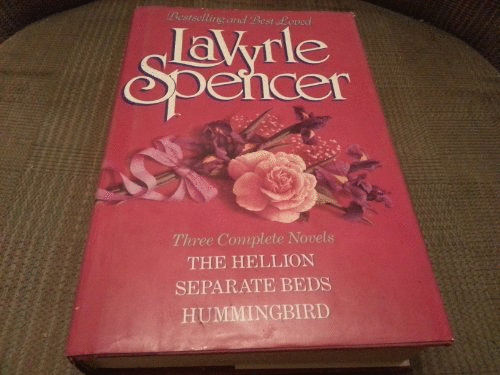 Bestselling and Best Loved
LaVyrle
Spencer
Three Complete Novels
THE HELLION
SEPARATE BEDS
HUMMINGBIRD